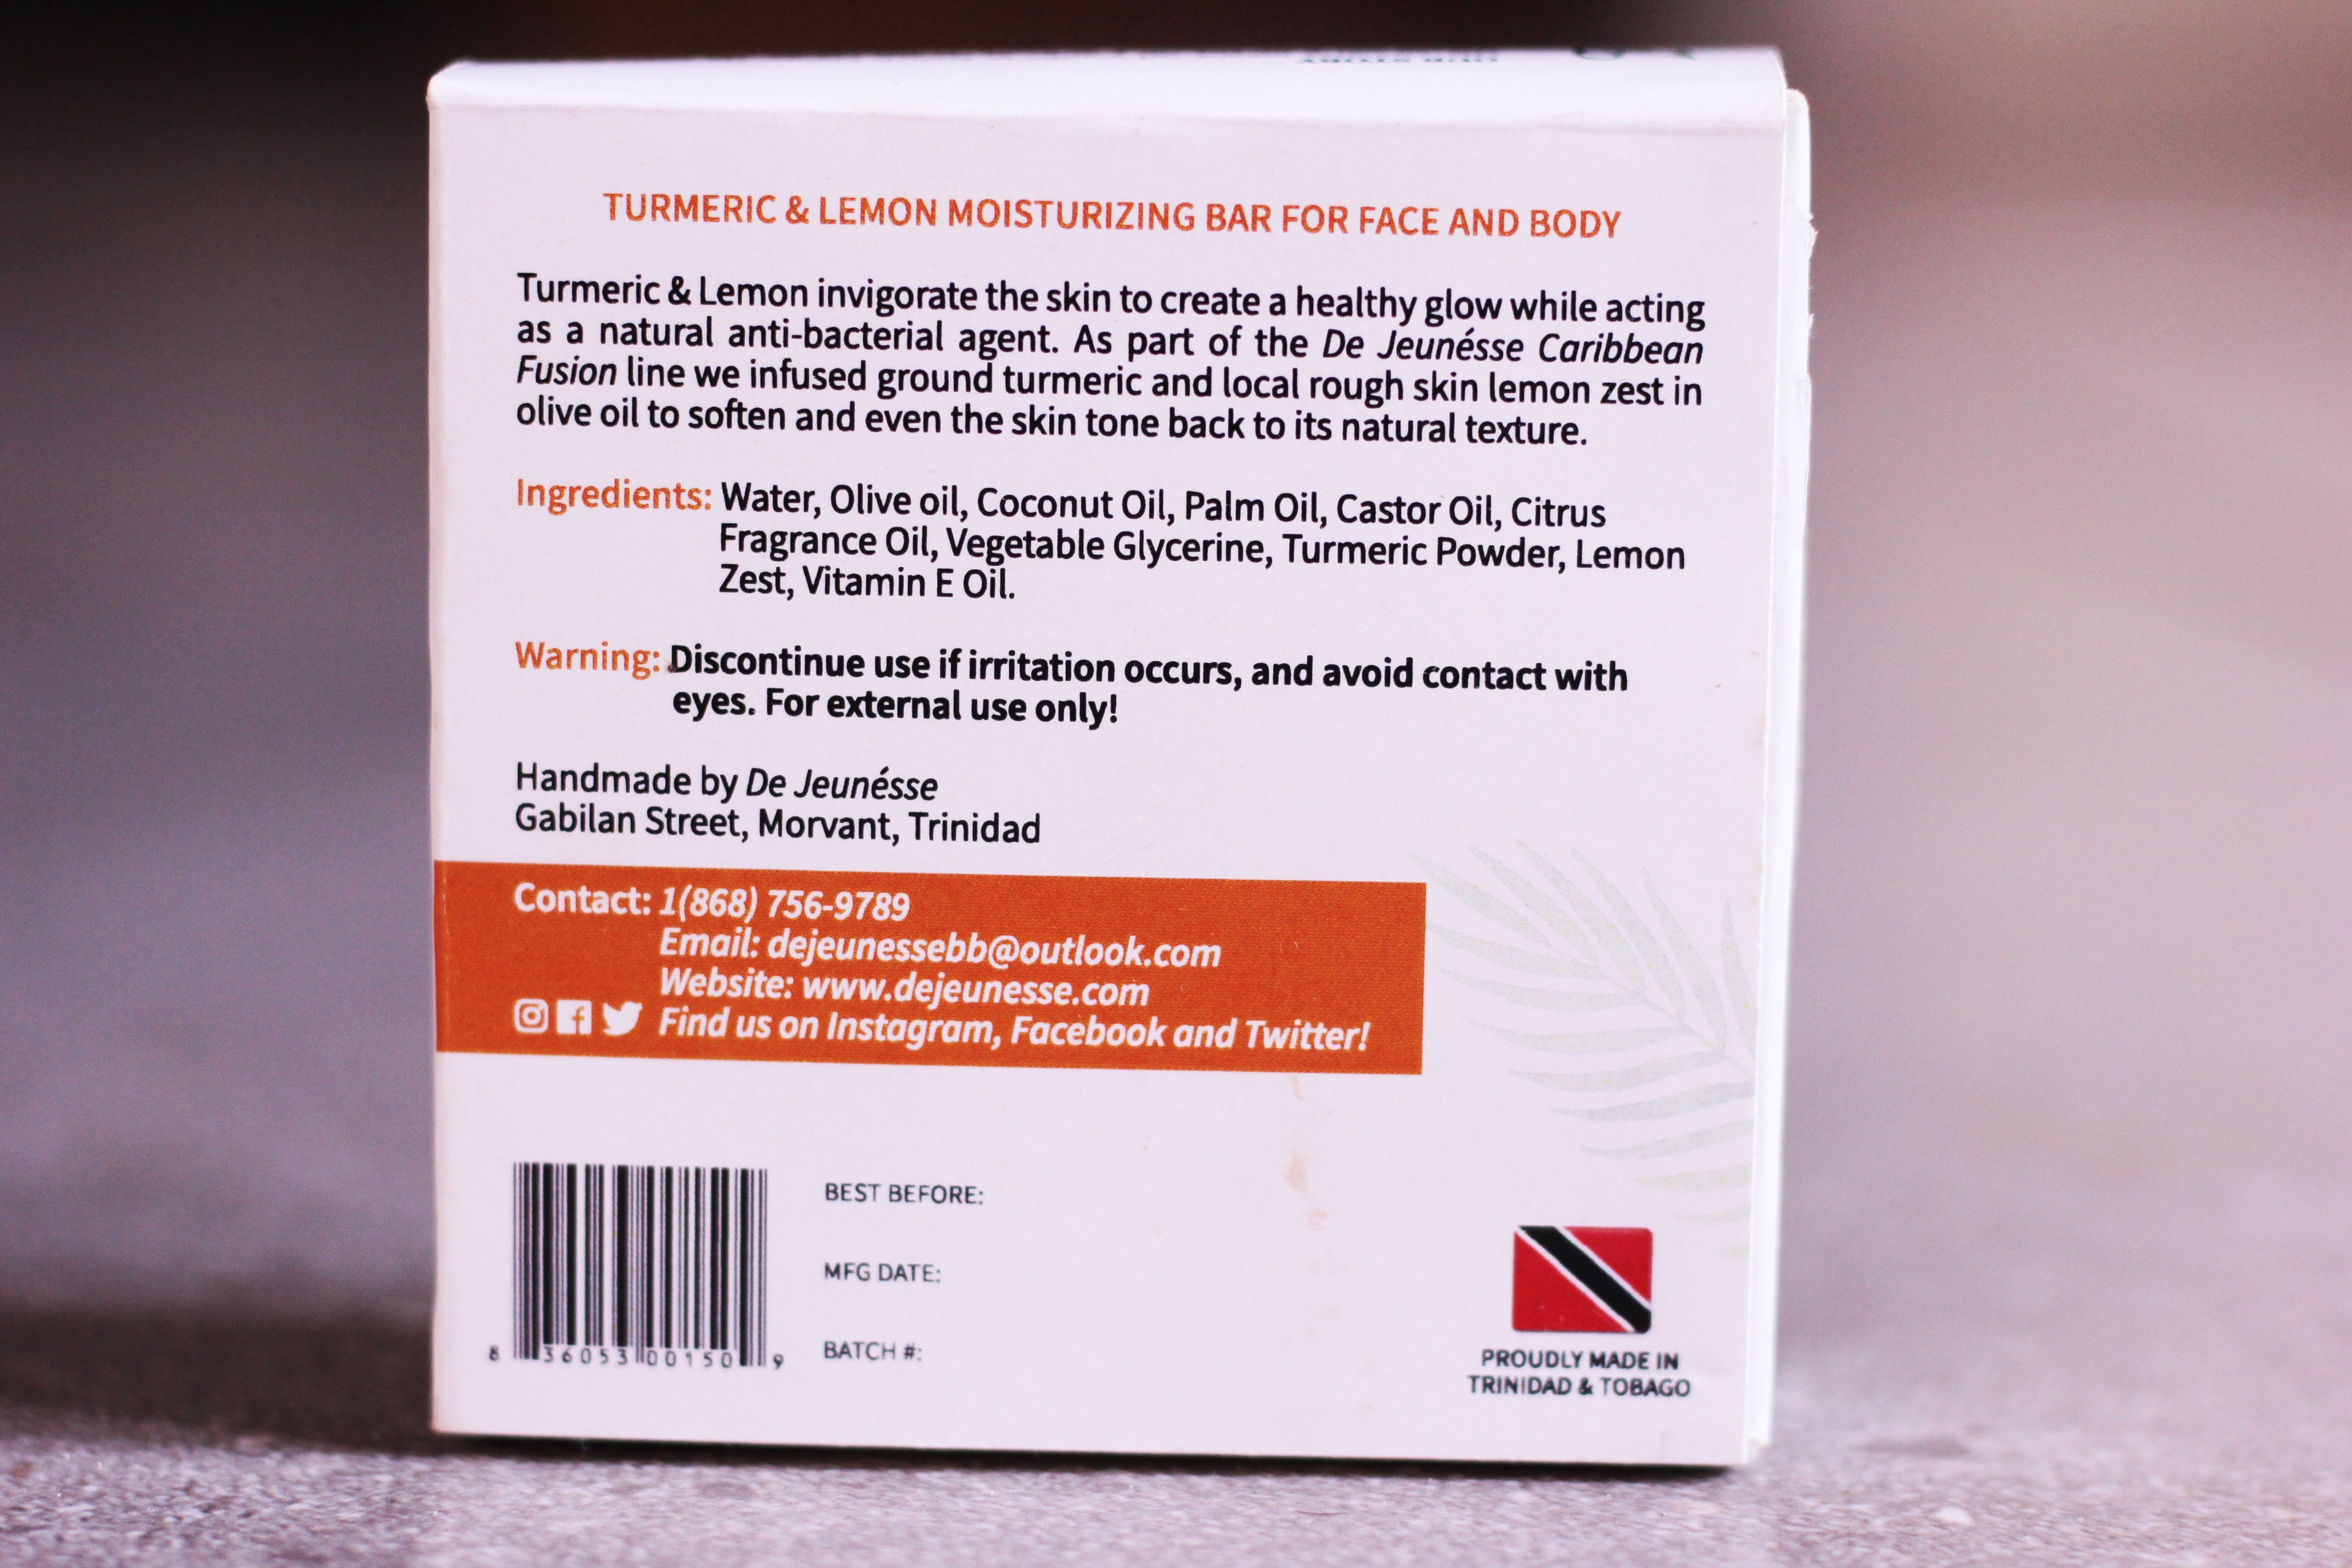 OUR STORY
TURMERIC & LEMON MOISTURIZING BAR FOR FACE AND BODY
Turmeric & Lemon invigorate the skin to create a healthy glow while acting
as a natural anti-bacterial agent. As part of the De Jeunésse Caribbean
Fusion line we infused ground turmeric and local rough skin lemon zest in
olive oil to soften and even the skin tone back to its natural texture.
Ingredients: Water, Olive oil, Coconut Oil, Palm Oil, Castor Oil, Citrus
Fragrance Oil, Vegetable Glycerine, Turmeric Powder, Lemon
Zest, Vitamin E Oil.
Warning: Discontinue use if irritation occurs, and avoid contact with
eyes. For external use only!
Handmade by De Jeunésse
Gabilan Street, Morvant, Trinidad
Contact: 1(868) 756-9789
Email: dejeunessebb@outlook.com
Website: www.dejeunesse.com
Find us on Instagram, Facebook and Twitter!
BEST BEFORE:
MFG DATE:
BATCH #:
8 36053 00150 9
PROUDLY MADE IN
TRINIDAD & TOBAGO